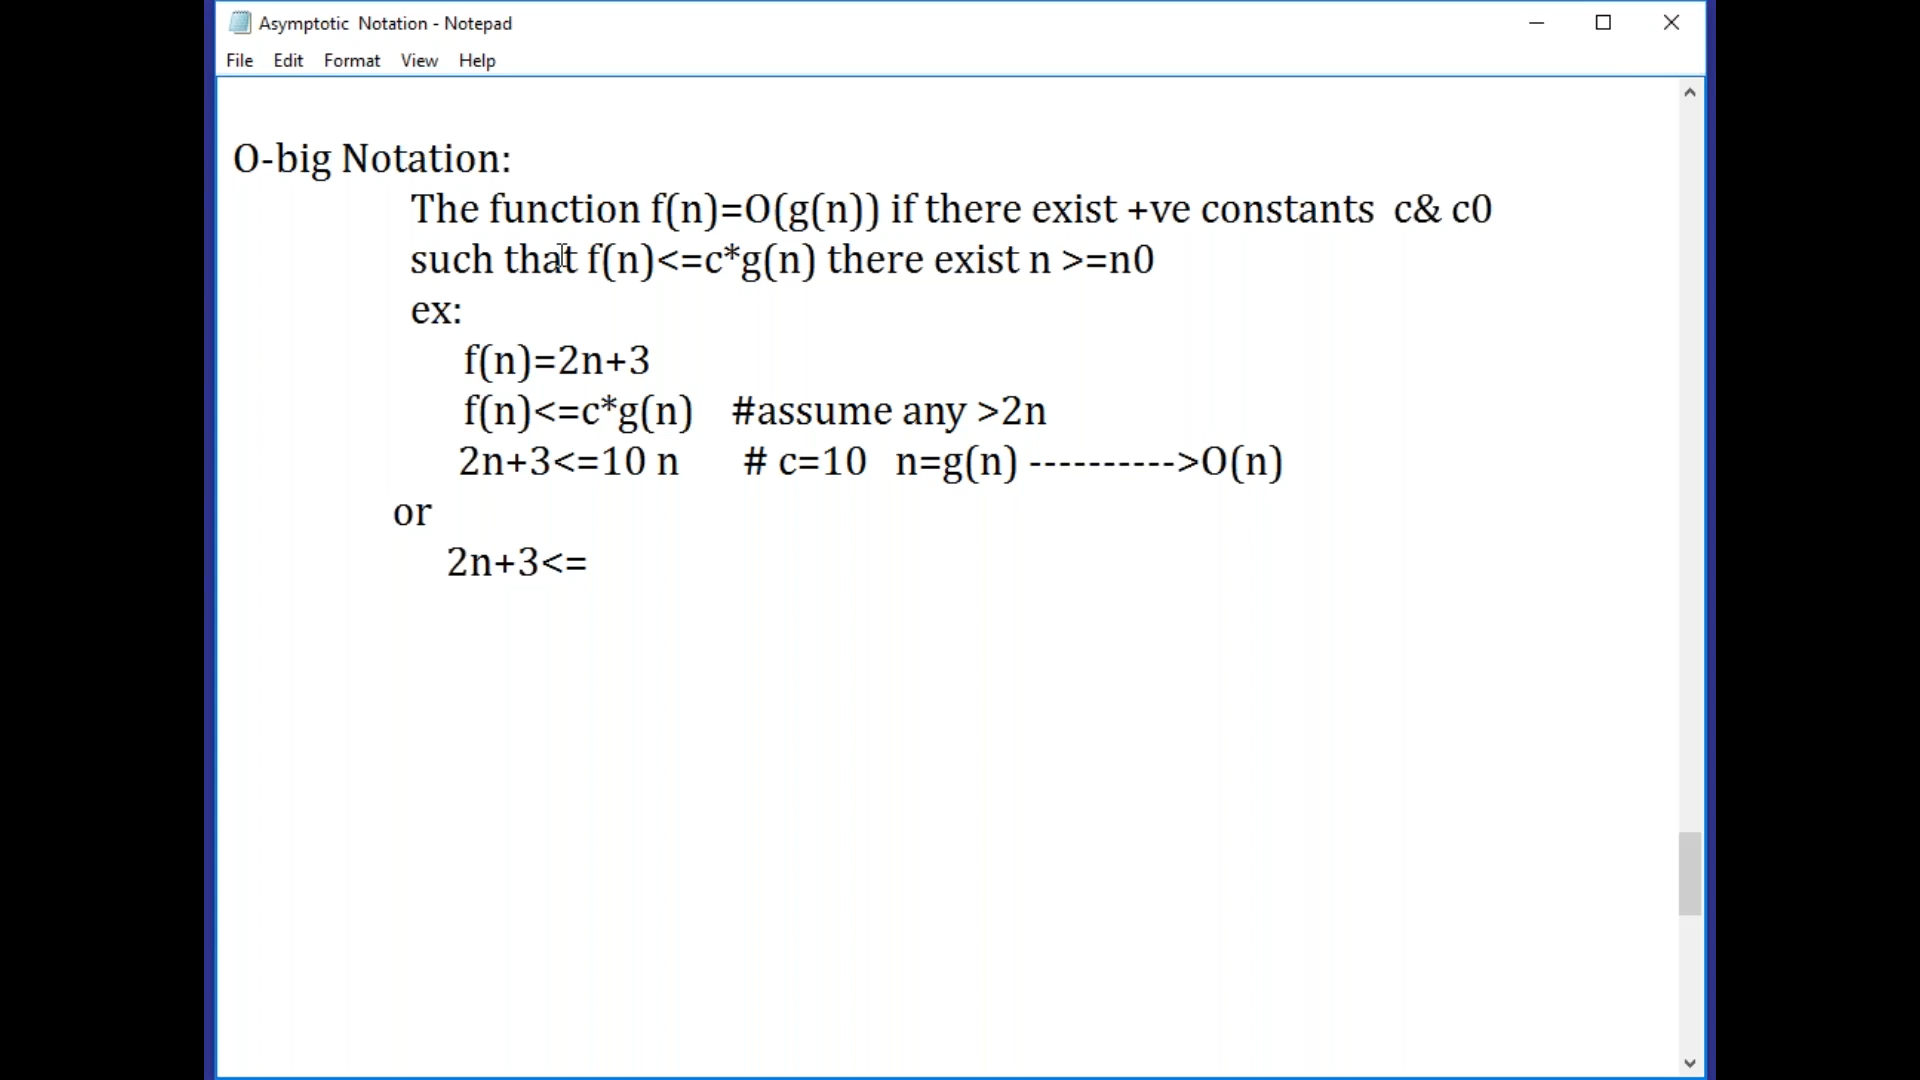 Asymptotic Notation - Notepad
File Edit Format View Help
O-big Notation:
The function f(n)=O(g(n)) if there exist +ve constants c& c0
such that f(n)<=c*g(n) there exist n >=n0
ex:
f(n)=2n+3
f(n)<=c*g(n) #assume any >2n
2n+3<=10 n # c=10 n=g(n) ---------->O(n)
or
2n+3<=